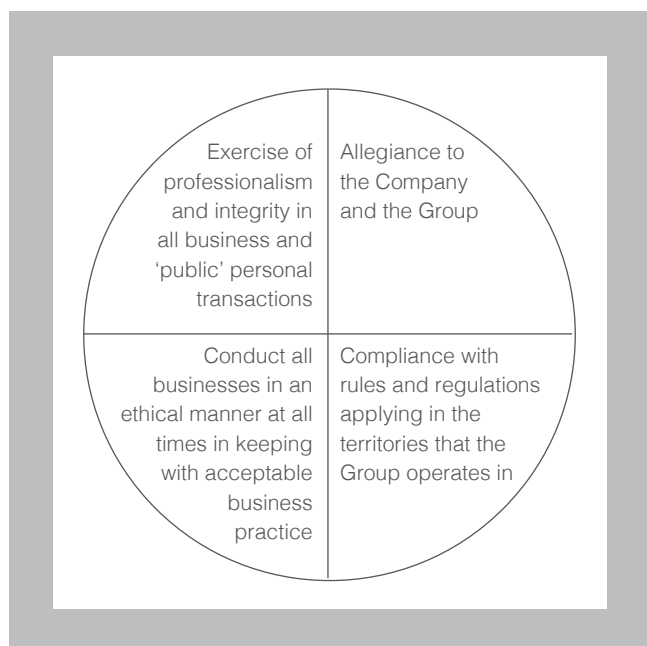 Exercise of
professionalism
and integrity in
all business and
‘public’ personal
transactions
Allegiance to
the Company
and the Group
Conduct all
businesses in an
ethical manner at all
times in keeping
with acceptable
business
practice
Compliance with
rules and regulations
applying in the
territories that the
Group operates in